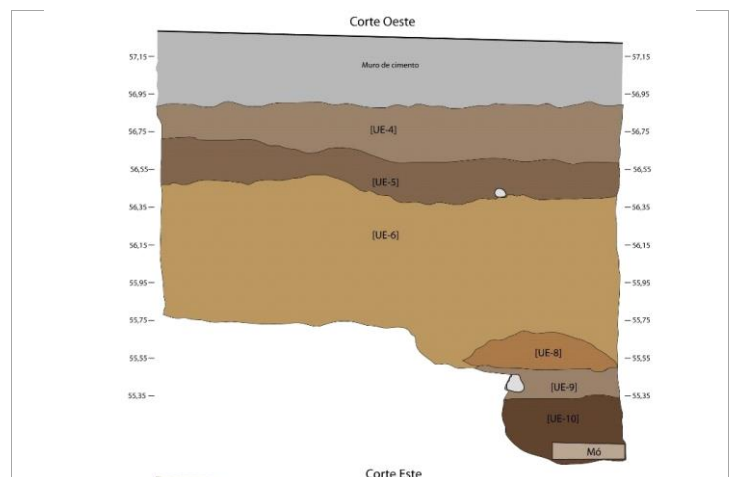 Corte Oeste
57,15 57,15
Muro de cimento
56,95 56,95
[UE-4]
56,75 56,75
56,55 56,55
[UE-5]
56,35 56,35
[UE-6]
56,15 56,15
55,95 55,95
55,75 55,75
[UE-8]
55,55 55,55
[UE-9]
55,35 55,35
[UE-10]
Mó
Corte Este